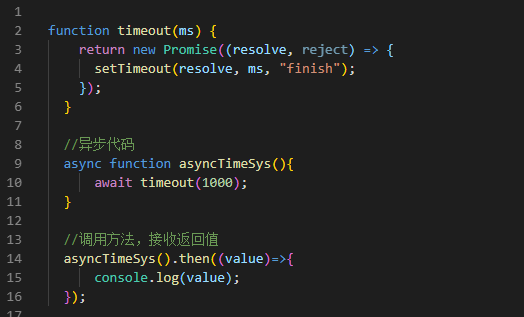 1
2 function timeout(ms) {
3 return new Promise((resolve, reject) => {
4 setTimeout(resolve, ms, "finish");
5 });
6 }
7
8 //异步代码
9 async function asyncTimeSys(){
10 await timeout(1000);
11 }
12
13 //调用方法，接收返回值
14 asyncTimeSys().then((value)=>{
15 console.log(value);
16 });